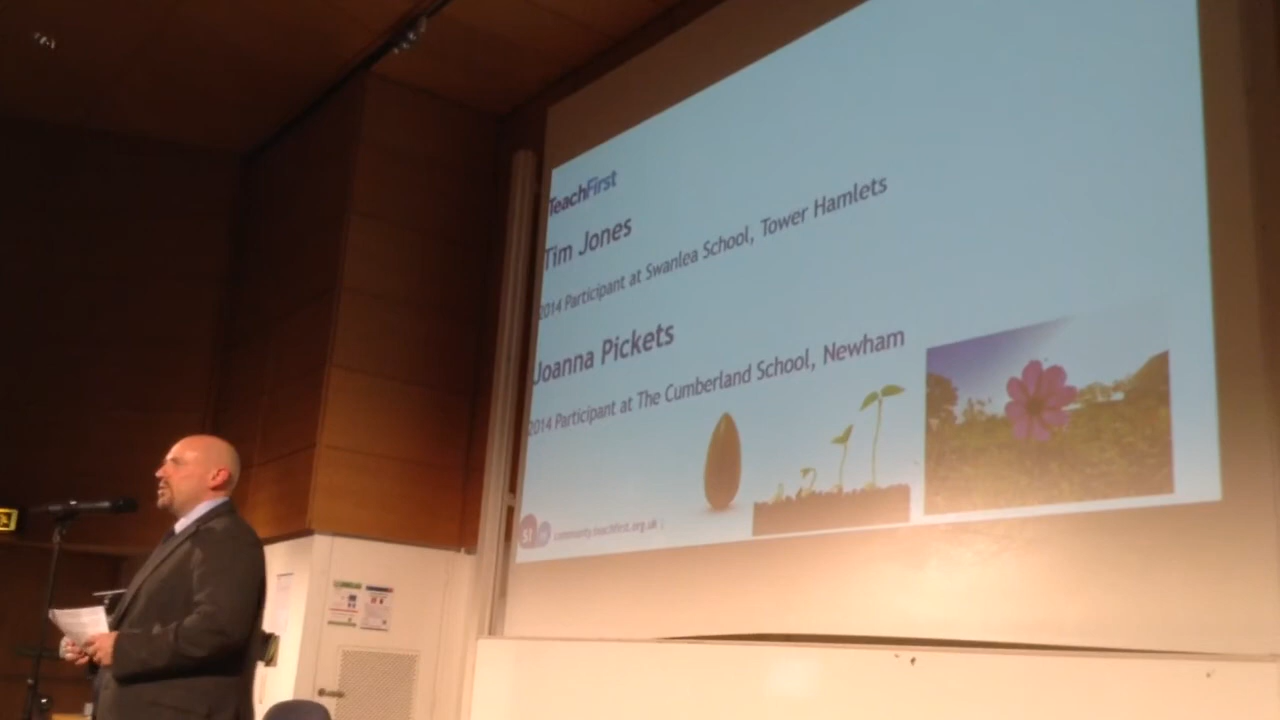 TeachFirst
Tim Jones
2014 Participant at Swanlea School, Tower Hamlets
Joanna Pickets
2014 Participant at The Cumberland School, Newham
community.teachfirst.org.uk |